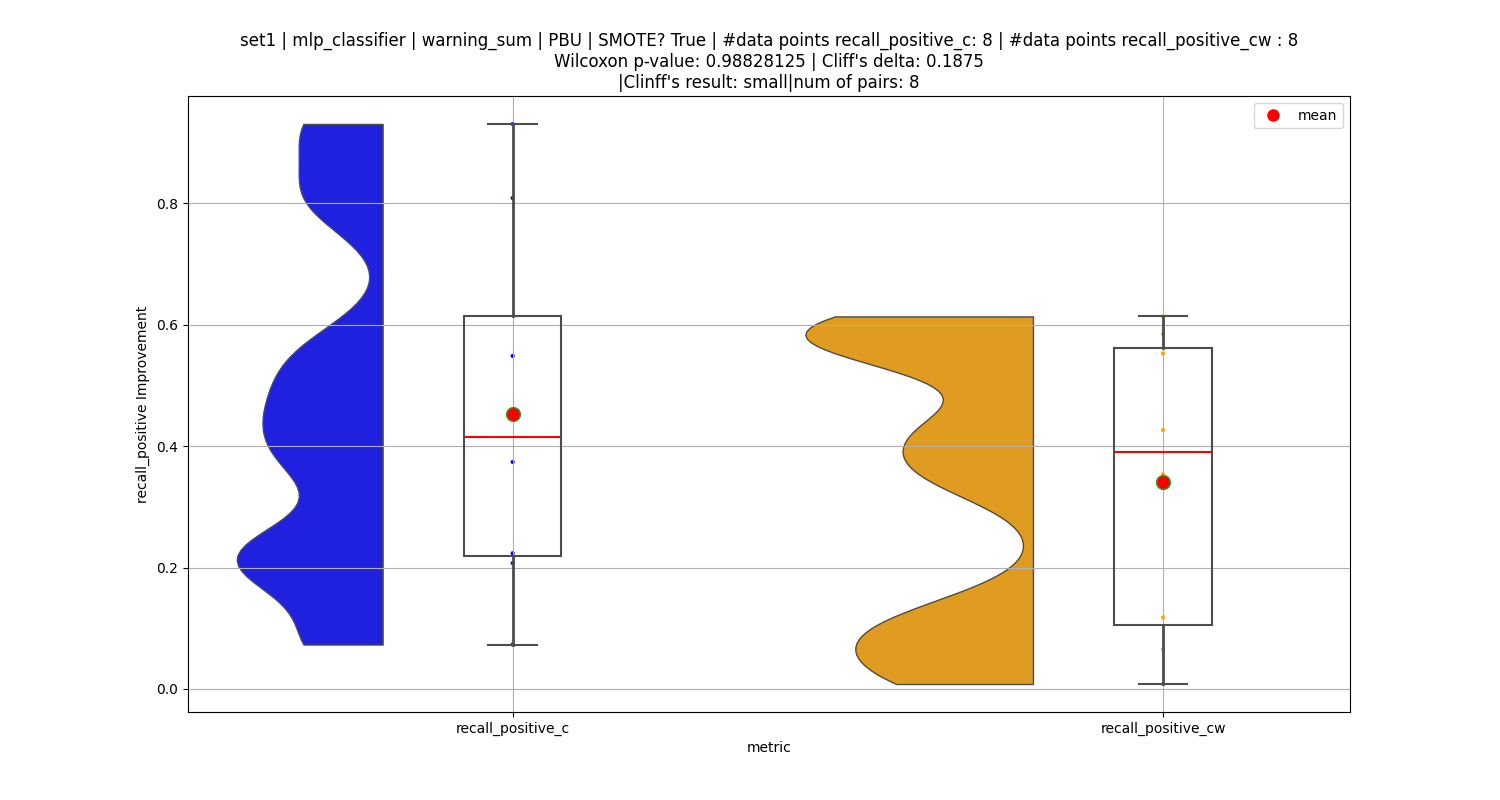 set1 | mlp_classifier | warning_sum | PBU | SMOTE? True | #data points recall_positive_c: 8 | #data points recall_positive_cw : 8
Wilcoxon p-value: 0.98828125 | Cliff's delta: 0.1875
|Clinff's result: small|num of pairs: 8
mean
recall_positive Improvement
0.8
0.6
0.4
0.2
0.0
recall_positive_c
recall_positive_cw
metric